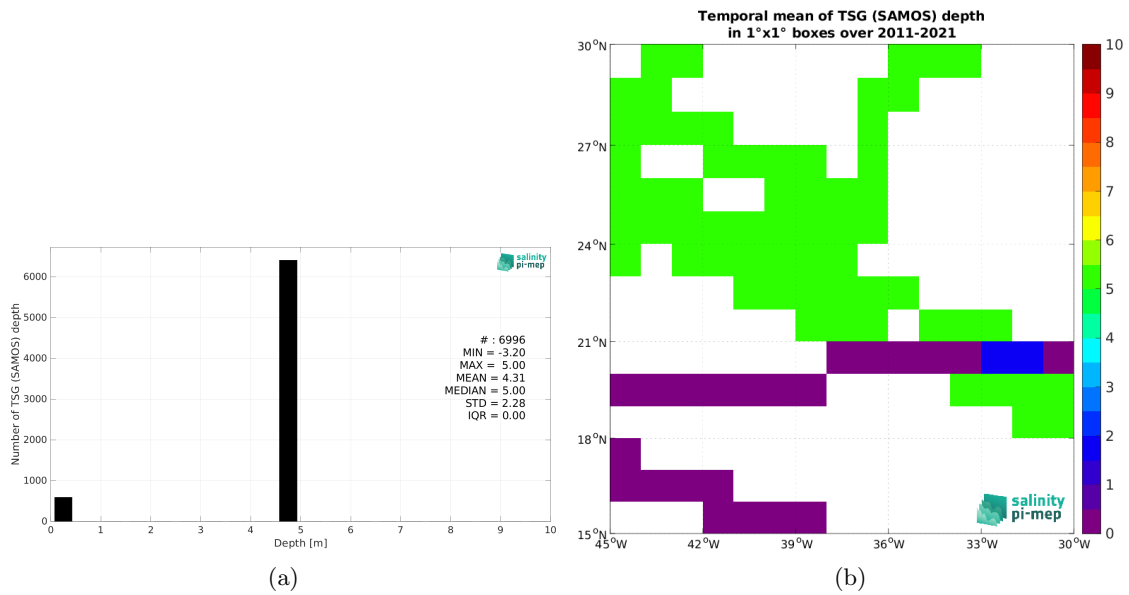 Number of TSG (SAMOS) depth
6000
5000
4000
3000
2000
1000
0
0 1 2 3 4 5 6 7 8 9 10
Depth [m]
salinity
pi-mep
# : 6996
MIN = -3.20
MAX = 5.00
MEAN = 4.31
MEDIAN = 5.00
STD = 2.28
IQR = 0.00
(a)
Temporal mean of TSG (SAMOS) depth
in 1°x1° boxes over 2011-2021
30°N
27°N
24°N
21°N
18°N
15°N
45°W 42°W 39°W 36°W 33°W 30°W
salinity
pi-mep
10
9
8
7
6
5
4
3
2
1
0
(b)